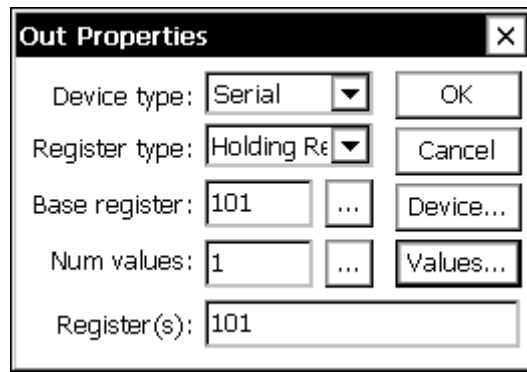 Out Properties
Device type: Serial OK
Register type: Holding Re Cancel
Base register: 101 ... Device...
Num values: 1 ... Values...
Register(s): 101